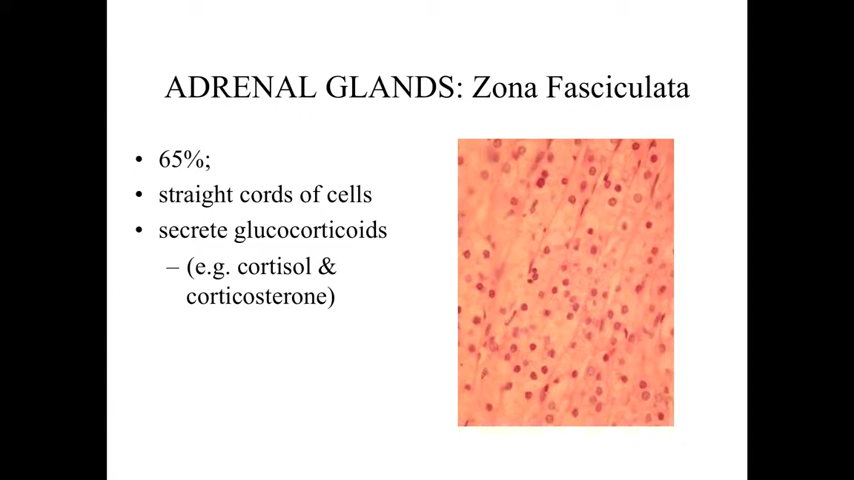 ADRENAL GLANDS: Zona Fasciculata
• 65%;
• straight cords of cells
• secrete glucocorticoids
– (e.g. cortisol &
corticosterone)